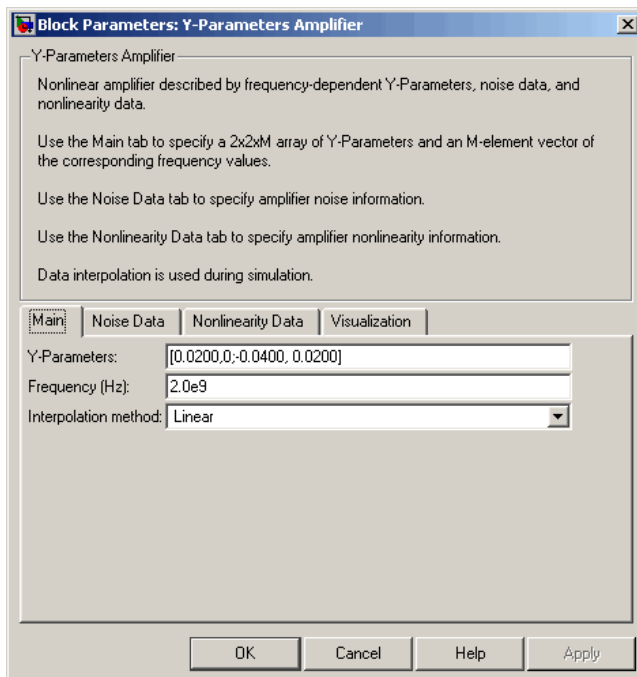 Block Parameters: Y-Parameters Amplifier
Y-Parameters Amplifier
Nonlinear amplifier described by frequency-dependent Y-Parameters, noise data, and
nonlinearity data.
Use the Main tab to specify a 2x2xM array of Y-Parameters and an M-element vector of
the corresponding frequency values.
Use the Noise Data tab to specify amplifier noise information.
Use the Nonlinearity Data tab to specify amplifier nonlinearity information.
Data interpolation is used during simulation.
Main Noise Data Nonlinearity Data Visualization
Y-Parameters: [0.0200,0;-0.0400, 0.0200]
Frequency (Hz): 2.0e9
Interpolation method: Linear
OK Cancel Help Apply